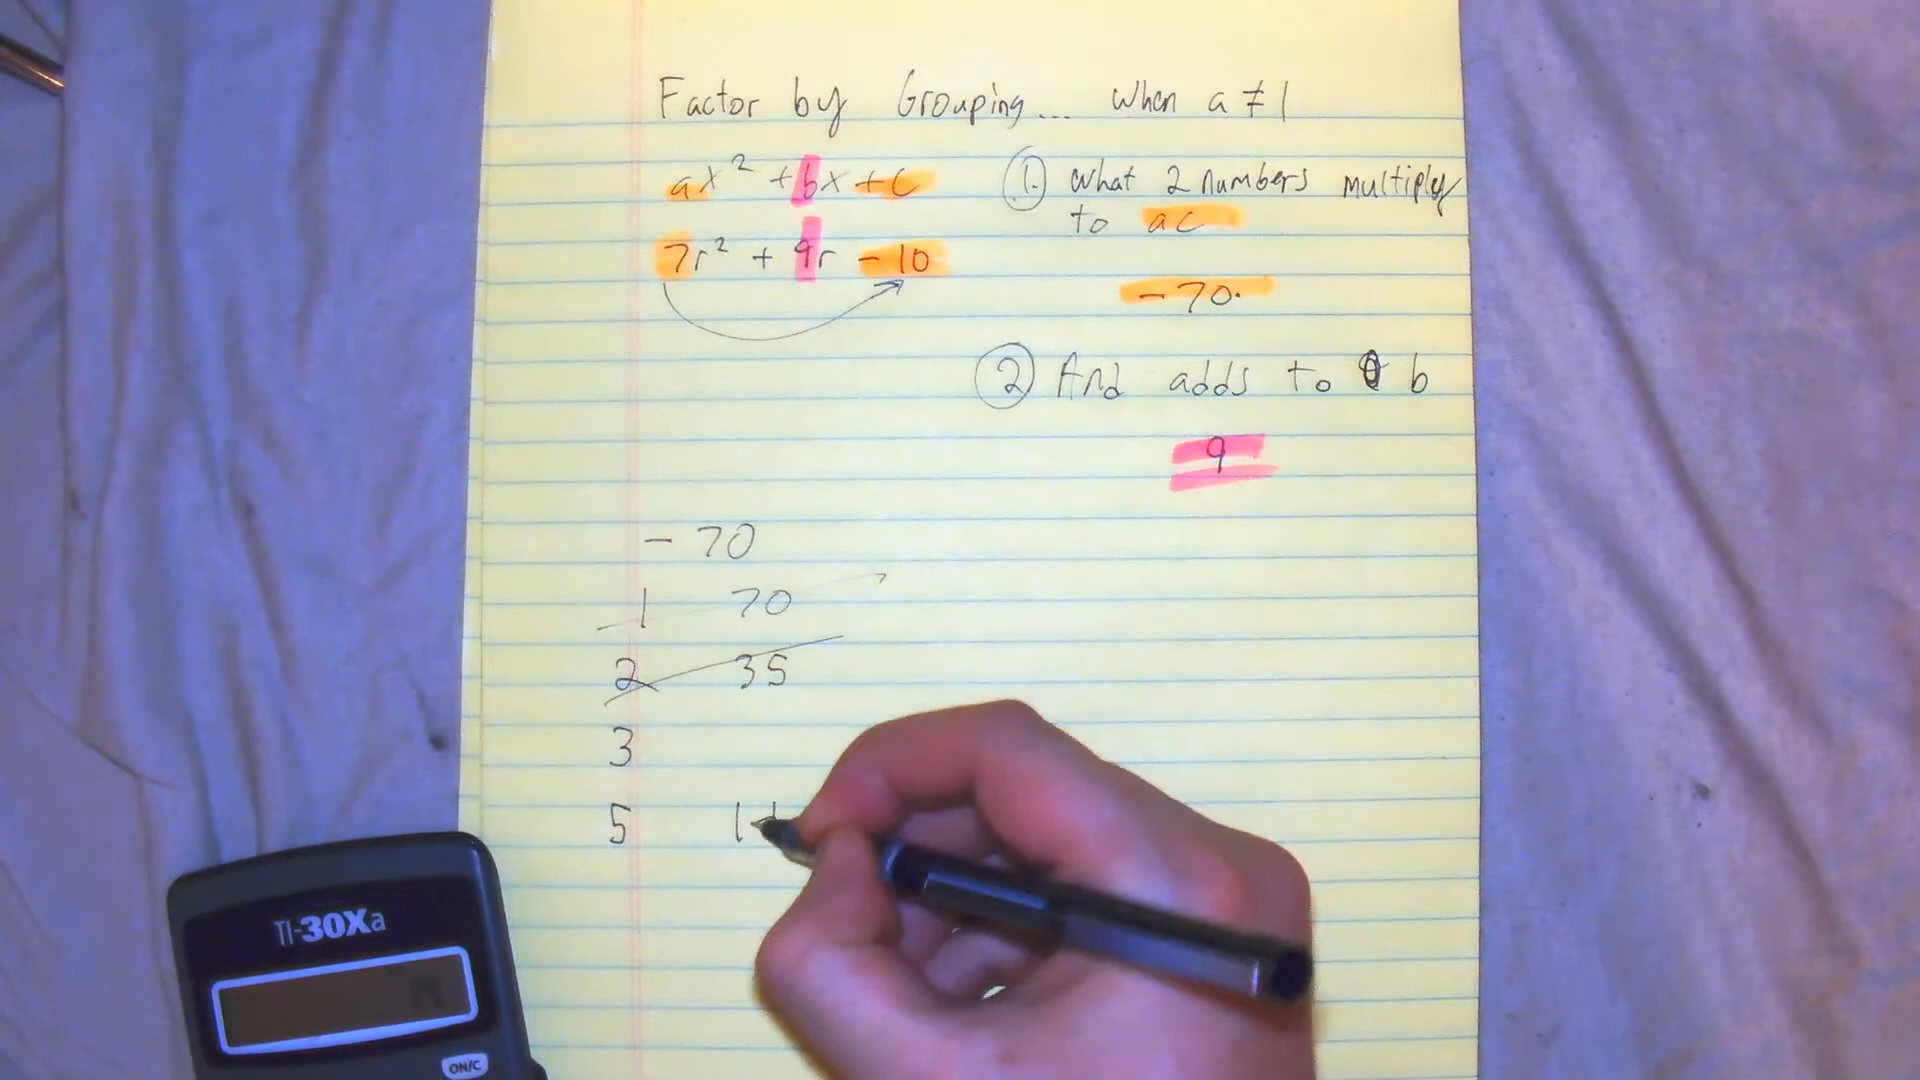 Factor by Grouping... when a ≠ 1
ax² + bx + c
7r² + 9r - 10
① What 2 numbers multiply
to ac
- 70.
② And adds to b
9
- 70
1 70
2 35
3
5 14
TI-30Xa
ON/C